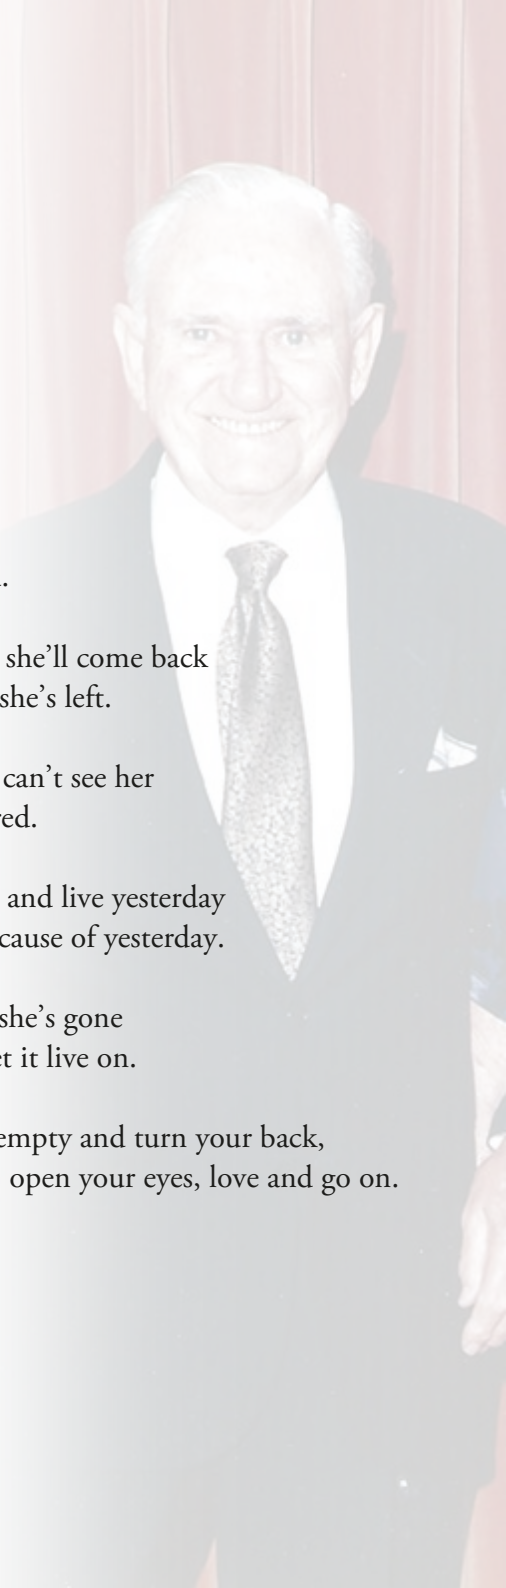 .
she’ll come back
she’s left.
can’t see her
red.
and live yesterday
cause of yesterday.
she’s gone
et it live on.
empty and turn your back,
open your eyes, love and go on.